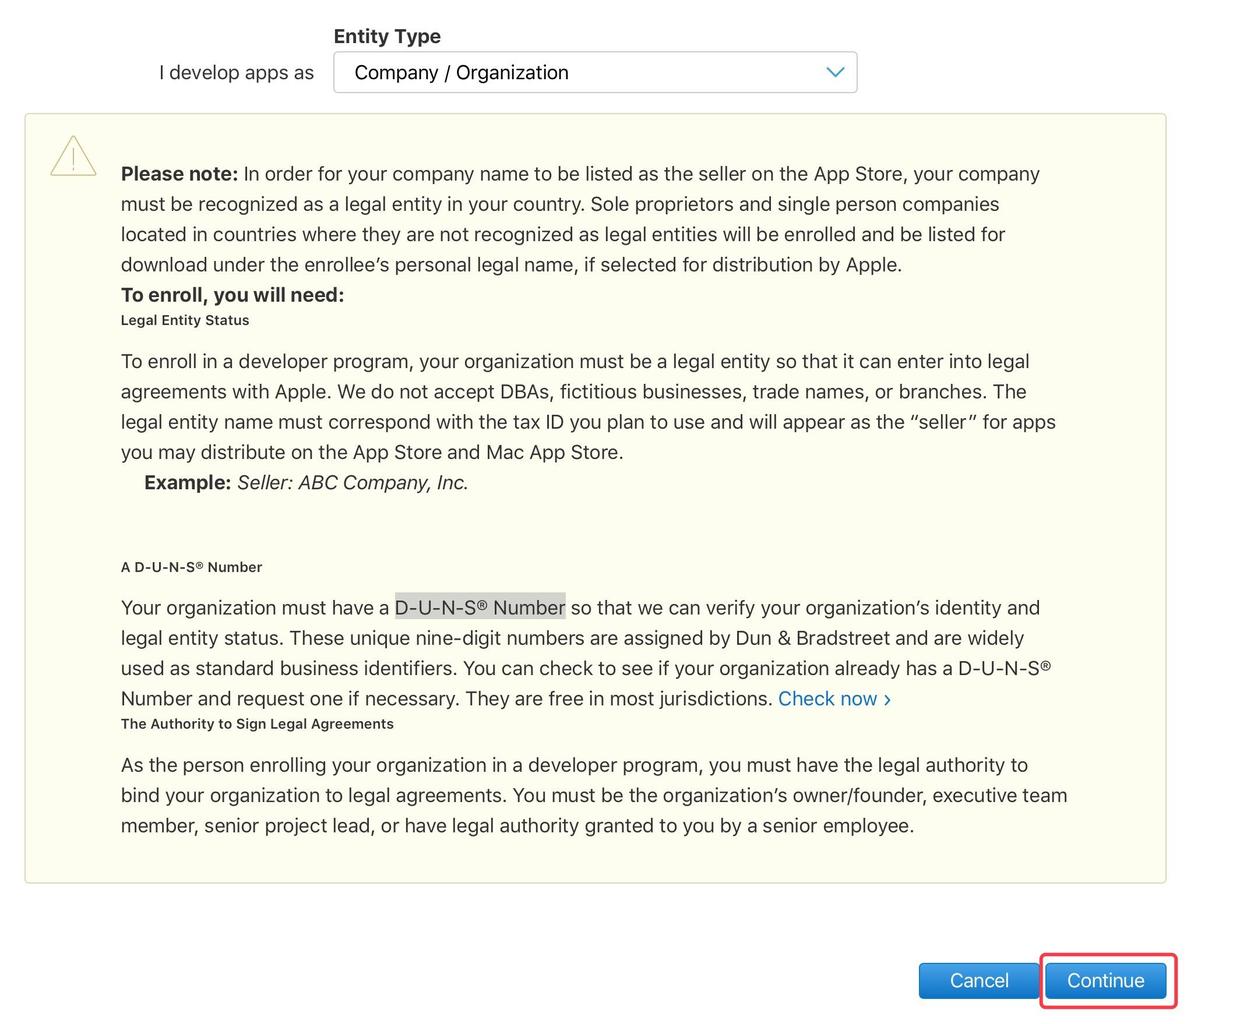 Entity Type
I develop apps as Company / Organization
Please note: In order for your company name to be listed as the seller on the App Store, your company
must be recognized as a legal entity in your country. Sole proprietors and single person companies
located in countries where they are not recognized as legal entities will be enrolled and be listed for
download under the enrollee’s personal legal name, if selected for distribution by Apple.
To enroll, you will need:
Legal Entity Status
To enroll in a developer program, your organization must be a legal entity so that it can enter into legal
agreements with Apple. We do not accept DBAs, fictitious businesses, trade names, or branches. The
legal entity name must correspond with the tax ID you plan to use and will appear as the “seller” for apps
you may distribute on the App Store and Mac App Store.
Example: Seller: ABC Company, Inc.
A D-U-N-S® Number
Your organization must have a D-U-N-S® Number so that we can verify your organization’s identity and
legal entity status. These unique nine-digit numbers are assigned by Dun & Bradstreet and are widely
used as standard business identifiers. You can check to see if your organization already has a D-U-N-S®
Number and request one if necessary. They are free in most jurisdictions. Check now ›
The Authority to Sign Legal Agreements
As the person enrolling your organization in a developer program, you must have the legal authority to
bind your organization to legal agreements. You must be the organization’s owner/founder, executive team
member, senior project lead, or have legal authority granted to you by a senior employee.
Cancel Continue